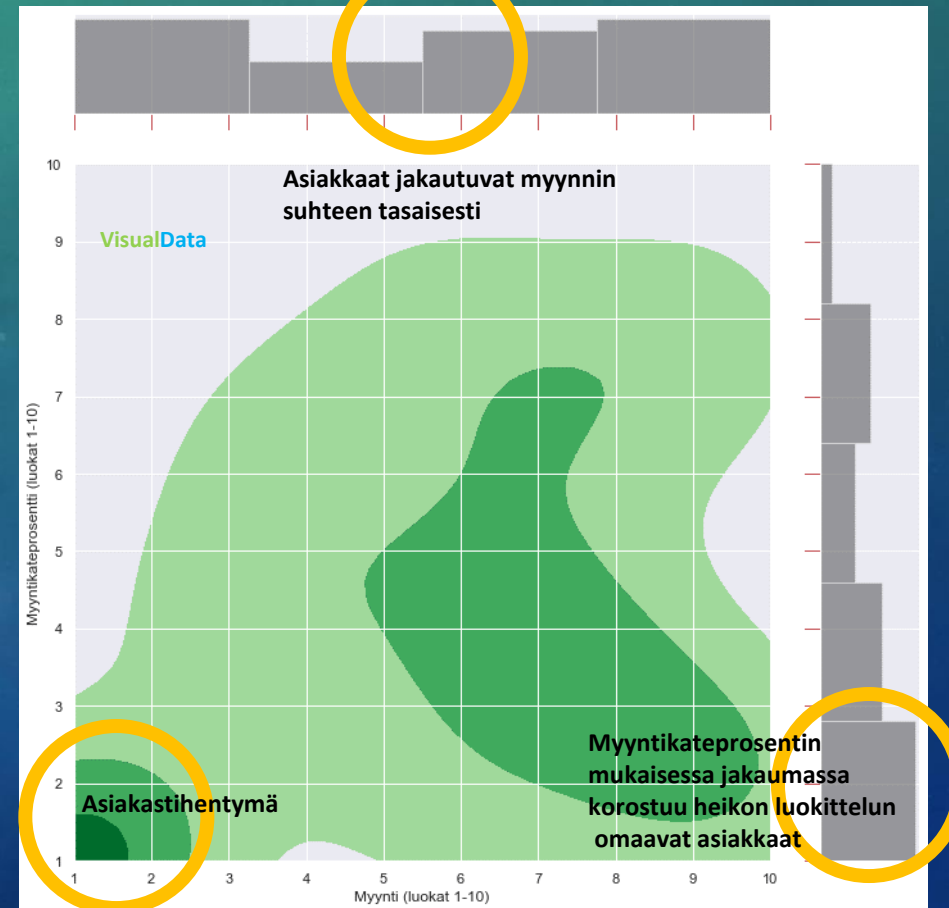 Asiakkaat jakautuvat myynnin
suhteen tasaisesti
VisualData
10
9
8
7
6
5
4
3
2
1
Myyntikateprosentti (luokat 1-10)
Myyntikateprosentin
mukaisessa jakaumassa
korostuu heikon luokittelun
omaavat asiakkaat
Asiakastihentymä
1 2 3 4 5 6 7 8 9 10
Myynti (luokat 1-10)